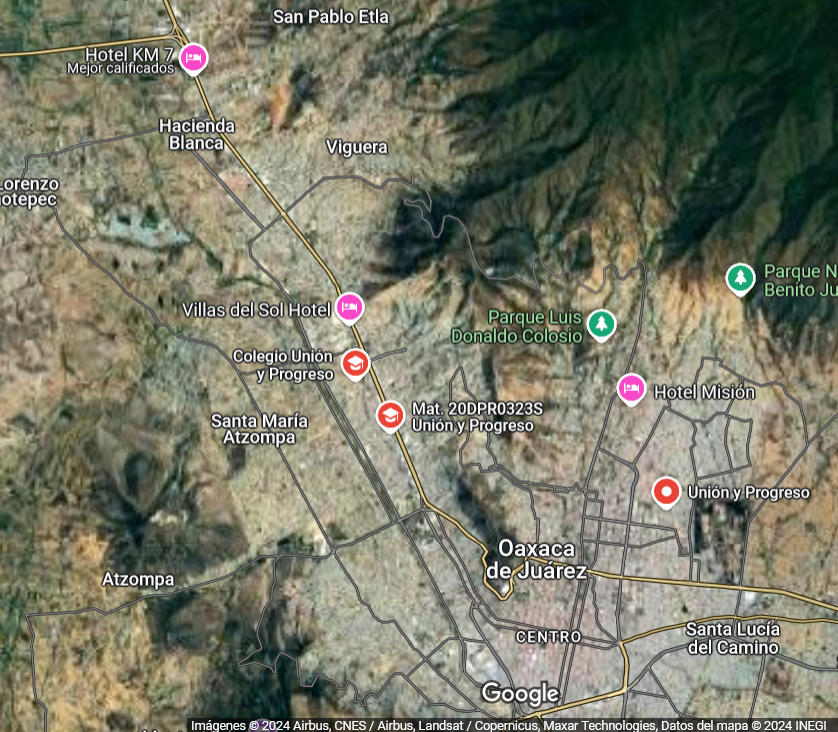 San Pablo Etla
Hotel KM 7
Mejor calificados
Hacienda
Blanca
Viguera
Lorenzo
Parque N
Benito Ju
Villas del Sol Hotel
Parque Luis
Donaldo Colosio
Colegio Unión
y Progreso
Hotel Misión
Mat. 20DPR0323S
Unión y Progreso
Santa María
Atzompa
Unión y Progreso
Oaxaca
de Juárez
Atzompa
CENTRO
Santa Lucía
del Camino
Google
Imágenes © 2024 Airbus, CNES / Airbus, Landsat / Copernicus, Maxar Technologies, Datos del mapa © 2024 INEGI